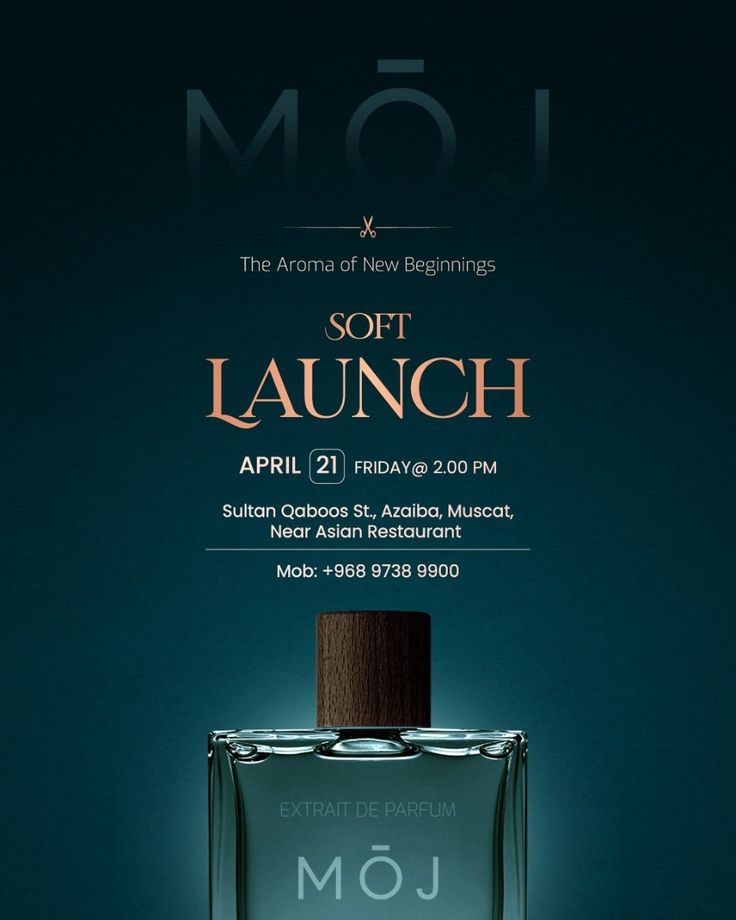 MŌJ
The Aroma of New Beginnings
SOFT
LAUNCH
APRIL 21 FRIDAY@ 2.00 PM
Sultan Qaboos St., Azaiba, Muscat,
Near Asian Restaurant
Mob: +968 9738 9900
EXTRAIT DE PARFUM
MŌJ